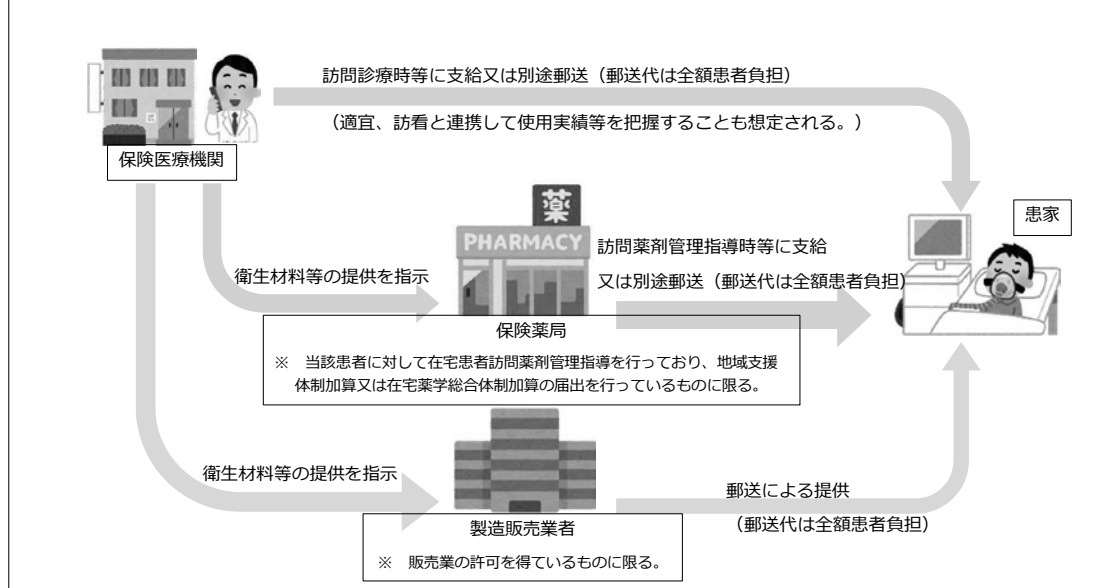 訪問診療時等に支給又は別途郵送（郵送代は全額患者負担）
（適宜、訪看と連携して使用実績等を把握することも想定される。）
保険医療機関
薬
PHARMACY
患家
訪問薬剤管理指導時等に支給
又は別途郵送（郵送代は全額患者負担）
衛生材料等の提供を指示
保険薬局
※　当該患者に対して在宅患者訪問薬剤管理指導を行っており、地域支援
体制加算又は在宅薬学総合体制加算の届出を行っているものに限る。
衛生材料等の提供を指示
郵送による提供
（郵送代は全額患者負担）
製造販売業者
※　販売業の許可を得ているものに限る。